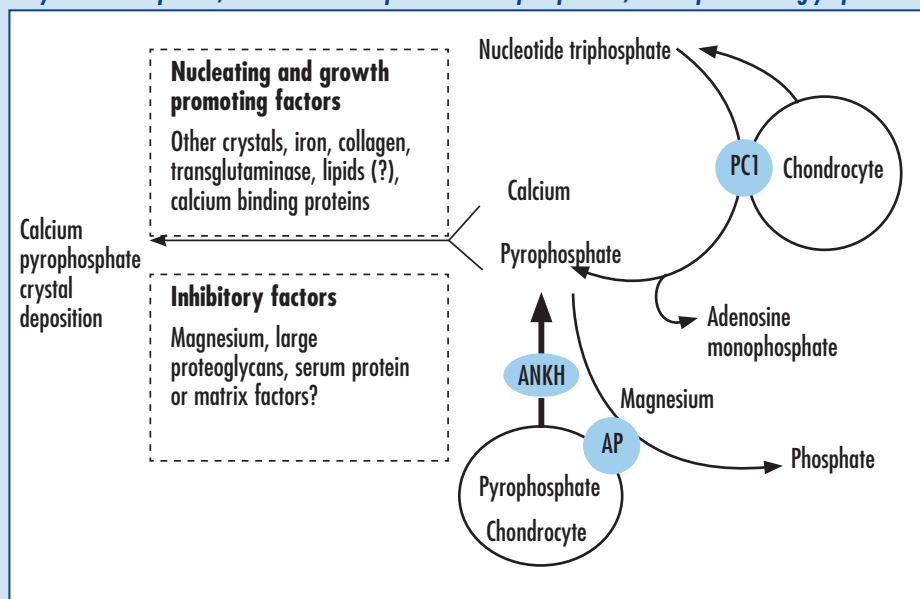 Nucleating and growth
promoting factors
Other crystals, iron, collagen,
transglutaminase, lipids (?),
calcium binding proteins
Calcium
pyrophosphate
crystal
deposition
Inhibitory factors
Magnesium, large
proteoglycans, serum protein
or matrix factors?
Nucleotide triphosphate
PC1
Chondrocyte
Calcium
Pyrophosphate
Adenosine
monophosphate
ANKH
Magnesium
AP
Phosphate
Pyrophosphate
Chondrocyte